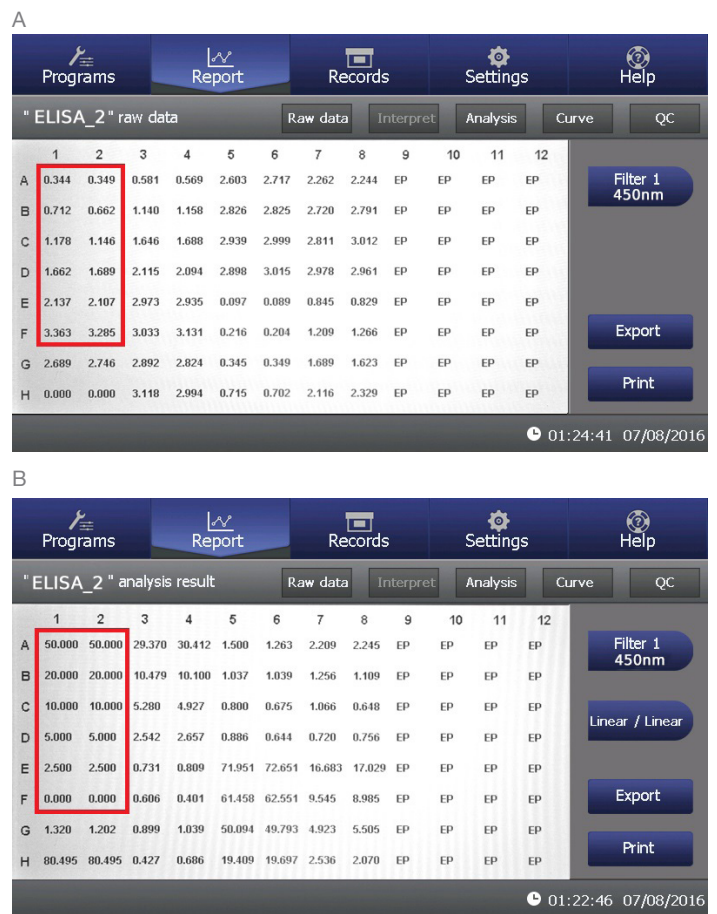 A
Programs Report Records Settings Help
"ELISA_2" raw data Raw data Interpret Analysis Curve QC
1 2 3 4 5 6 7 8 9 10 11 12
A 0.344 0.349 0.581 0.569 2.603 2.717 2.262 2.244 EP EP EP EP
B 0.712 0.662 1.140 1.158 2.826 2.825 2.720 2.791 EP EP EP EP
C 1.178 1.146 1.646 1.688 2.939 2.999 2.811 3.012 EP EP EP EP
D 1.662 1.689 2.115 2.094 2.898 3.015 2.978 2.961 EP EP EP EP
E 2.137 2.107 2.973 2.935 0.097 0.089 0.845 0.829 EP EP EP EP
F 3.363 3.285 3.033 3.131 0.216 0.204 1.209 1.266 EP EP EP EP
G 2.689 2.746 2.892 2.824 0.345 0.349 1.689 1.623 EP EP EP EP
H 0.000 0.000 3.118 2.994 0.715 0.702 2.116 2.329 EP EP EP EP
Filter 1
450nm
Export
Print
01:24:41 07/08/2016
B
Programs Report Records Settings Help
"ELISA_2" analysis result Raw data Interpret Analysis Curve QC
1 2 3 4 5 6 7 8 9 10 11 12
A 50.000 50.000 29.370 30.412 1.500 1.263 2.209 2.245 EP EP EP EP
B 20.000 20.000 10.479 10.100 1.037 1.039 1.256 1.109 EP EP EP EP
C 10.000 10.000 5.280 4.927 0.800 0.675 1.066 0.648 EP EP EP EP
D 5.000 5.000 2.542 2.657 0.886 0.644 0.720 0.756 EP EP EP EP
E 2.500 2.500 0.731 0.809 71.951 72.651 16.683 17.029 EP EP EP EP
F 0.000 0.000 0.606 0.401 61.458 62.551 9.545 8.985 EP EP EP EP
G 1.320 1.202 0.899 1.039 50.094 49.793 4.923 5.505 EP EP EP EP
H 80.495 80.495 0.427 0.686 19.409 19.697 2.536 2.070 EP EP EP EP
Filter 1
450nm
Linear / Linear
Export
Print
01:22:46 07/08/2016